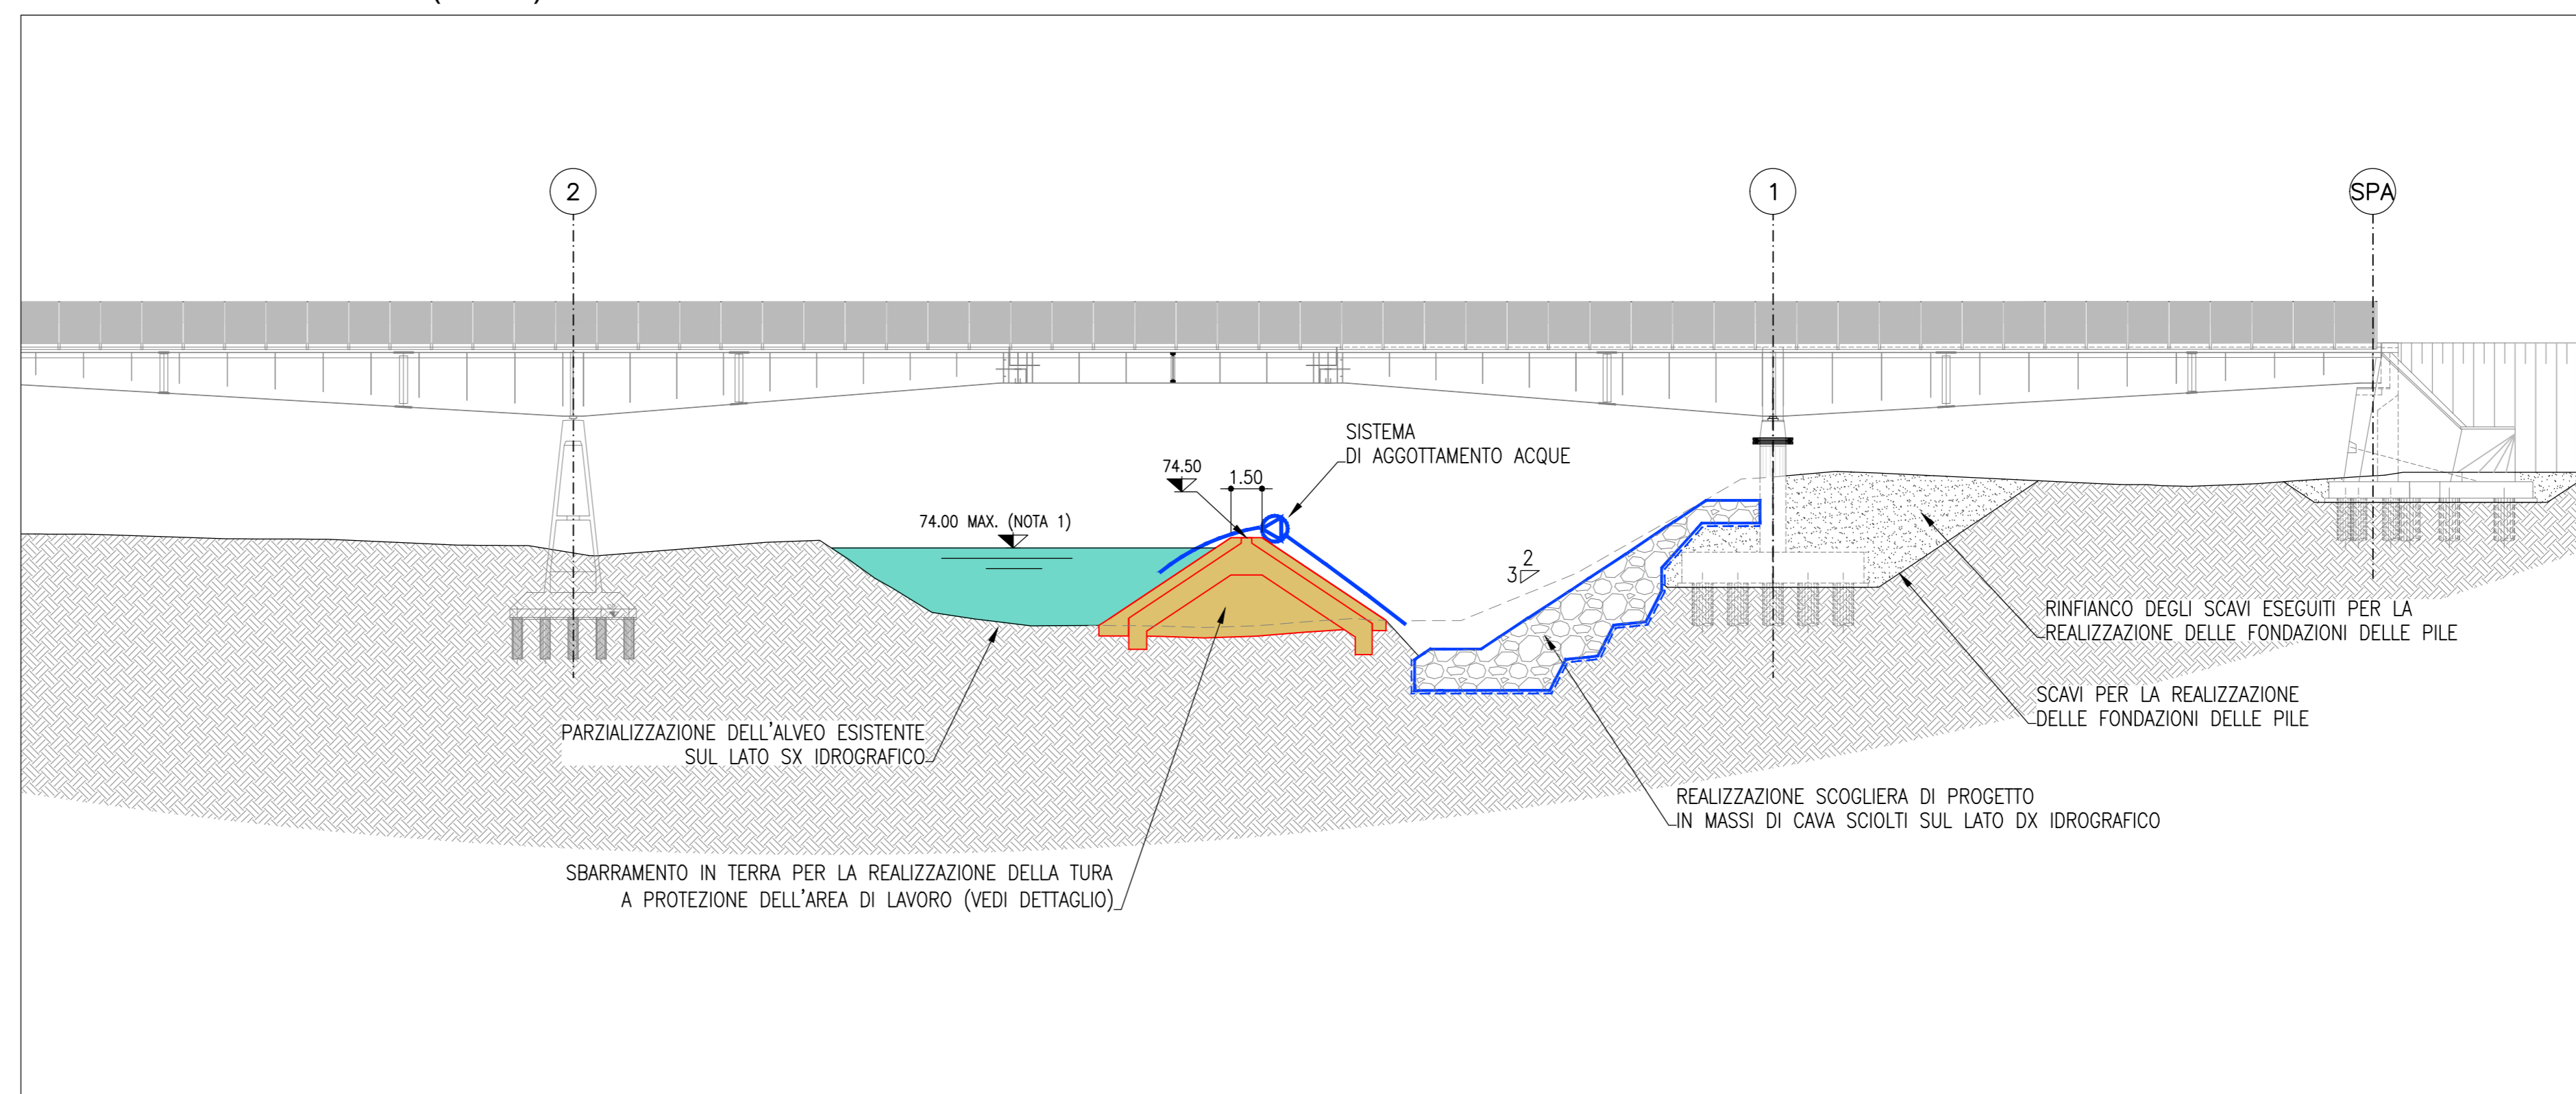 2
1
SPA
SISTEMA
DI AGGOTTAMENTO ACQUE
74.50
1.50
74.00 MAX. (NOTA 1)
2
3
RINFIANCO DEGLI SCAVI ESEGUITI PER LA
REALIZZAZIONE DELLE FONDAZIONI DELLE PILE
SCAVI PER LA REALIZZAZIONE
DELLE FONDAZIONI DELLE PILE
PARZIALIZZAZIONE DELL'ALVEO ESISTENTE
SUL LATO SX IDROGRAFICO
REALIZZAZIONE SCOGLIERA DI PROGETTO
IN MASSI DI CAVA SCIOLTI SUL LATO DX IDROGRAFICO
SBARRAMENTO IN TERRA PER LA REALIZZAZIONE DELLA TURA
A PROTEZIONE DELL'AREA DI LAVORO (VEDI DETTAGLIO)